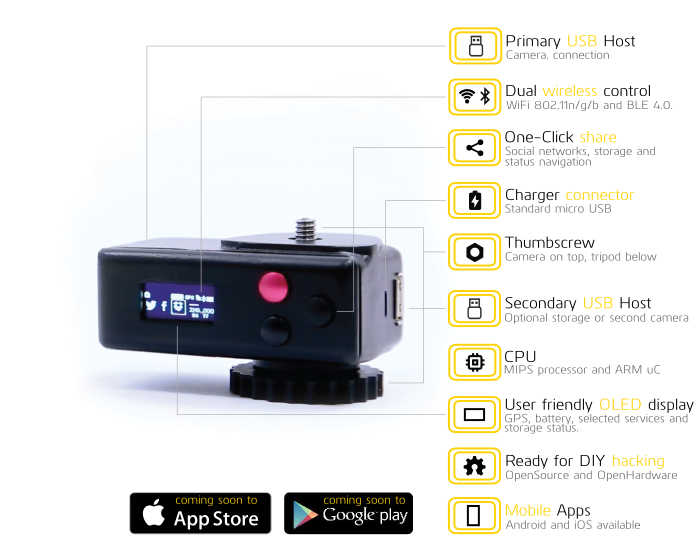 Primary USB Host
Camera. connection
Dual wireless control
WiFi 802.11n/g/b and BLE 4.0.
One-Click share
Social networks, storage and
status navigation
Charger connector
Standard micro USB
Thumbscrew
Camera on top, tripod below
Secondary USB Host
Optional storage or second camera
CPU
MIPS processor and ARM uC
User friendly OLED display
GPS, battery, selected services and
storage status.
Ready for DIY hacking
OpenSource and OpenHardware
Mobile Apps
Android and iOS available
coming soon to
App Store
coming soon to
Google play